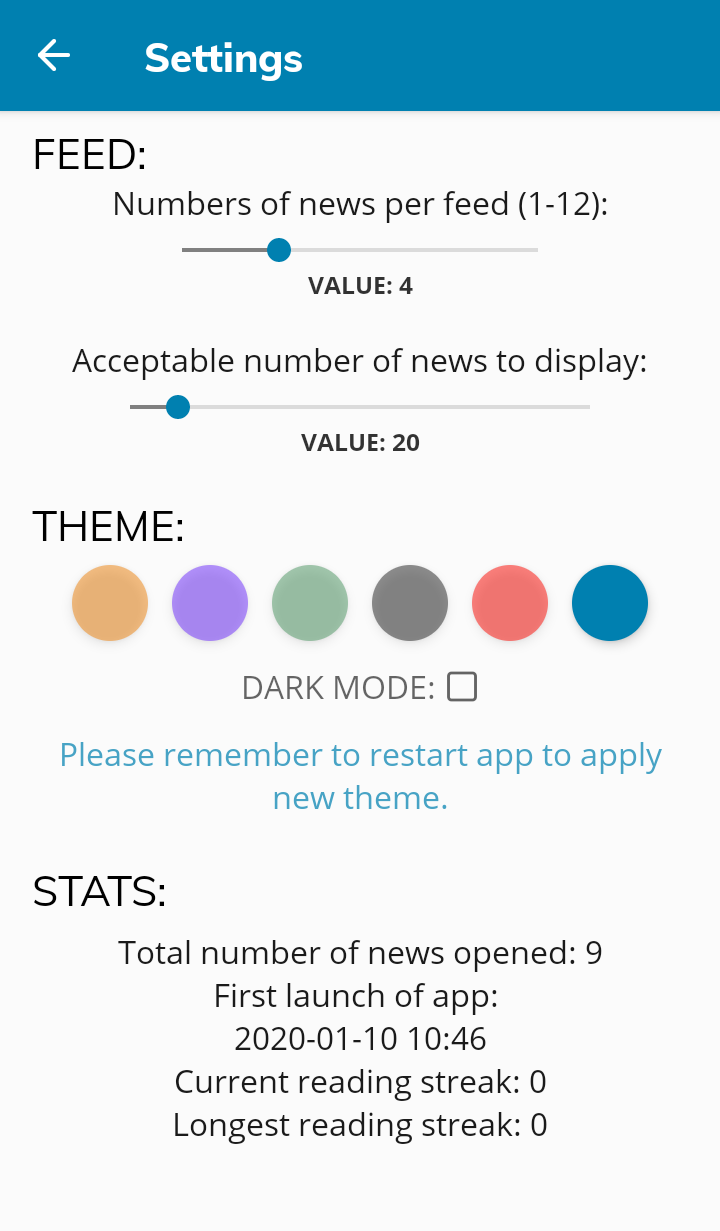 Settings
FEED:
Numbers of news per feed (1-12):
VALUE: 4
Acceptable number of news to display:
VALUE: 20
THEME:
DARK MODE:
Please remember to restart app to apply
new theme.
STATS:
Total number of news opened: 9
First launch of app:
2020-01-10 10:46
Current reading streak: 0
Longest reading streak: 0